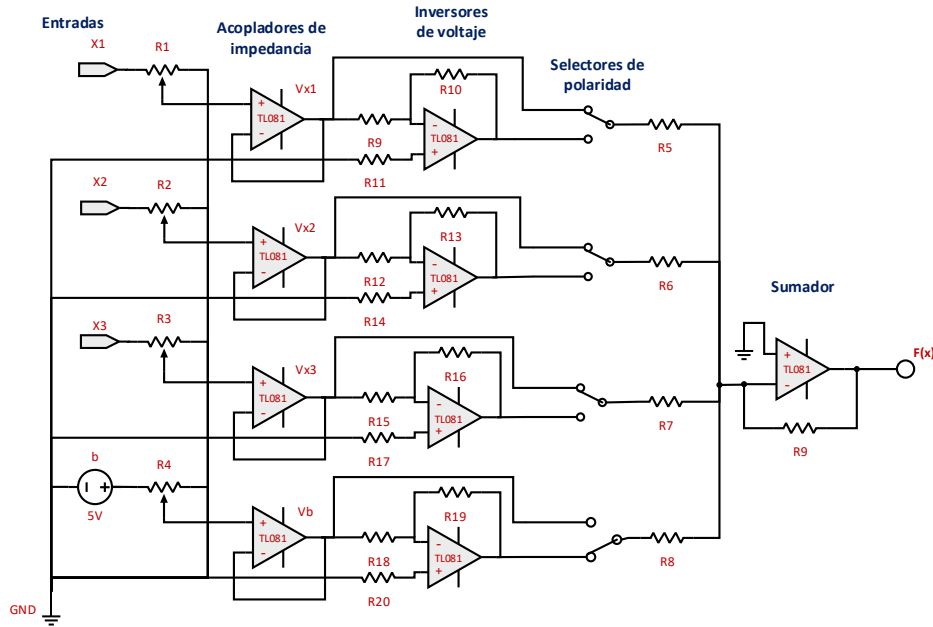 Entradas
Acopladores de
impedancia
Inversores
de voltaje
Selectores de
polaridad
Sumador
X1
R1
+
TL081
-
Vx1
R9
R10
-
TL081
+
R11
R5
X2
R2
+
TL081
-
Vx2
R12
R13
-
TL081
+
R14
R6
X3
R3
+
TL081
-
Vx3
R15
R16
-
TL081
+
R17
R7
b
5V
R4
+
TL081
-
Vb
R18
R19
-
TL081
+
R20
R8
+
TL081
-
R9
F(x)
GND